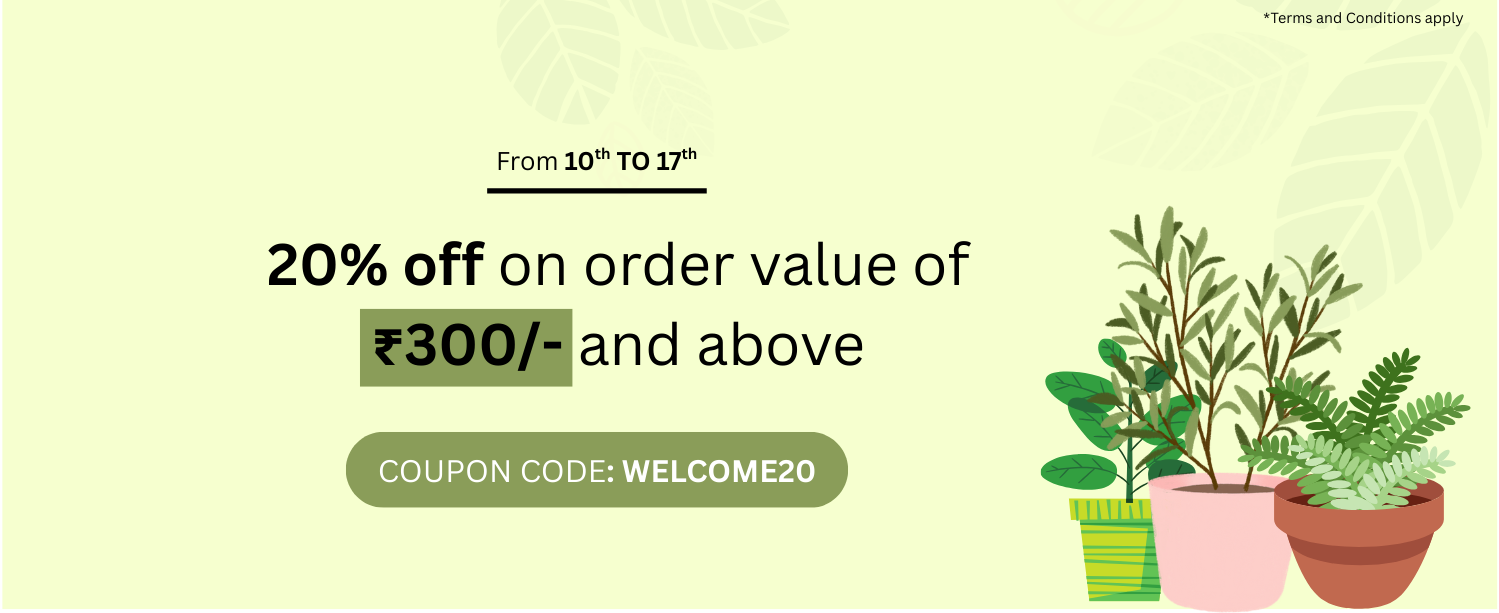 *Terms and Conditions apply
From 10th TO 17th
20% off on order value of
₹300/- and above
COUPON CODE: WELCOME20